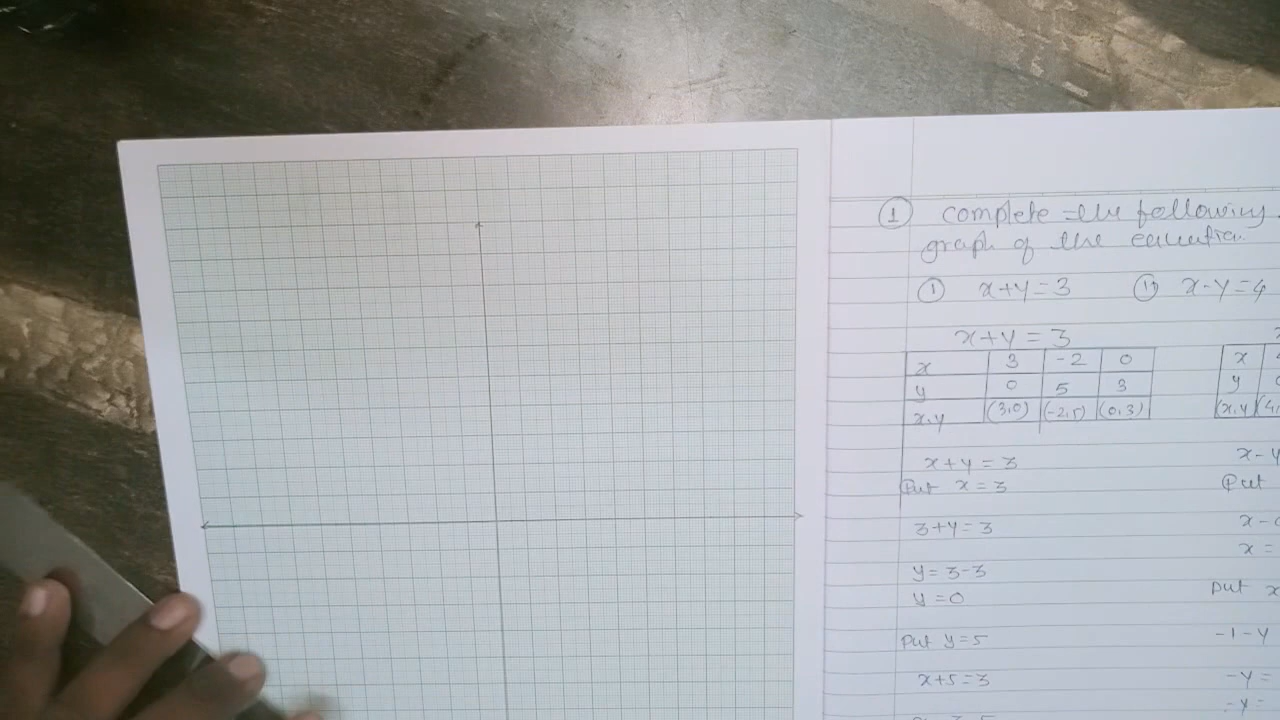 ① complete the following
graph of the
① x+y=3 ⑪ x-y=4
x+y=3
x 3 -2 0 x
y 0 5 3 y
x,y (3,0) (-2,5) (0,3) (x,y (4,
x+y=3 x-y
Put x=3 Put
3+y=3 x-
x=
y=3-3
y=0 put x
Put y=5 -1-y
x+5=3 -y=
-y=